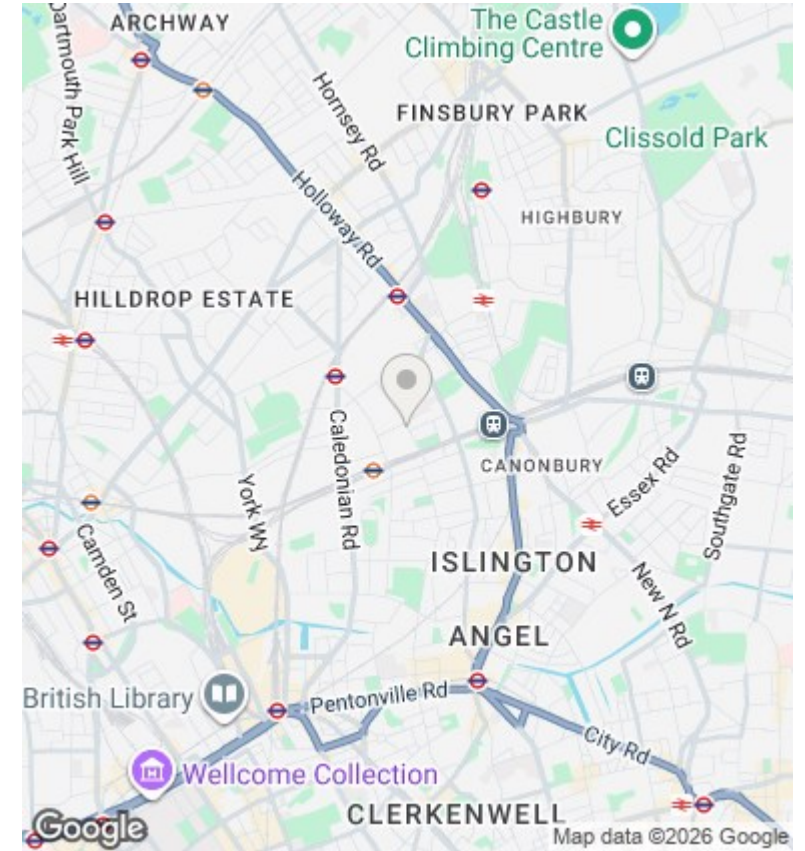 ARCHWAY
The Castle
Climbing Centre
Dartmouth Park Hill
Hornsey Rd
FINSBURY PARK
Clissold Park
Holloway Rd
HIGHBURY
HILLDROP ESTATE
Caledonian Rd
CANONBURY
York WY
Essex Rd
Southgate Rd
Camden St
ISLINGTON
New N Rd
ANGEL
British Library
Pentonville Rd
City Rd
Wellcome Collection
CLERKENWELL
Google
Map data ©2026 Google